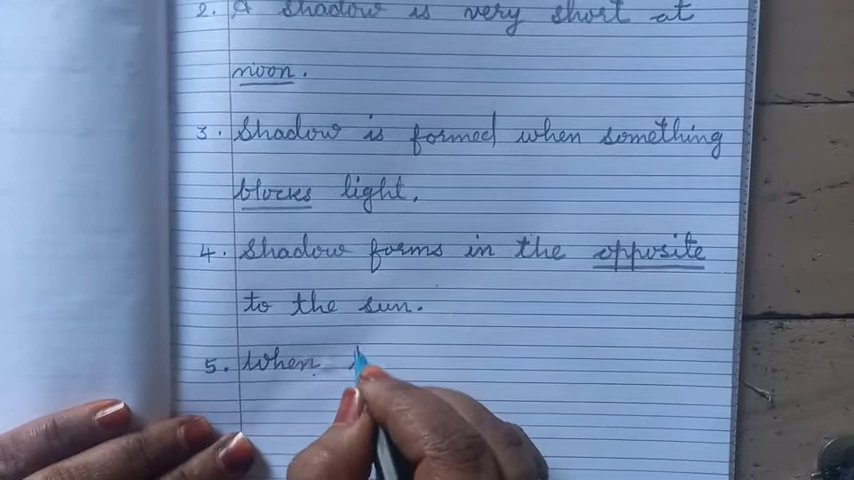 2. A shadow is very short at
noon.
3. Shadow is formed when something
blocks light.
4. Shadow forms in the opposite
to the sun.
5. When